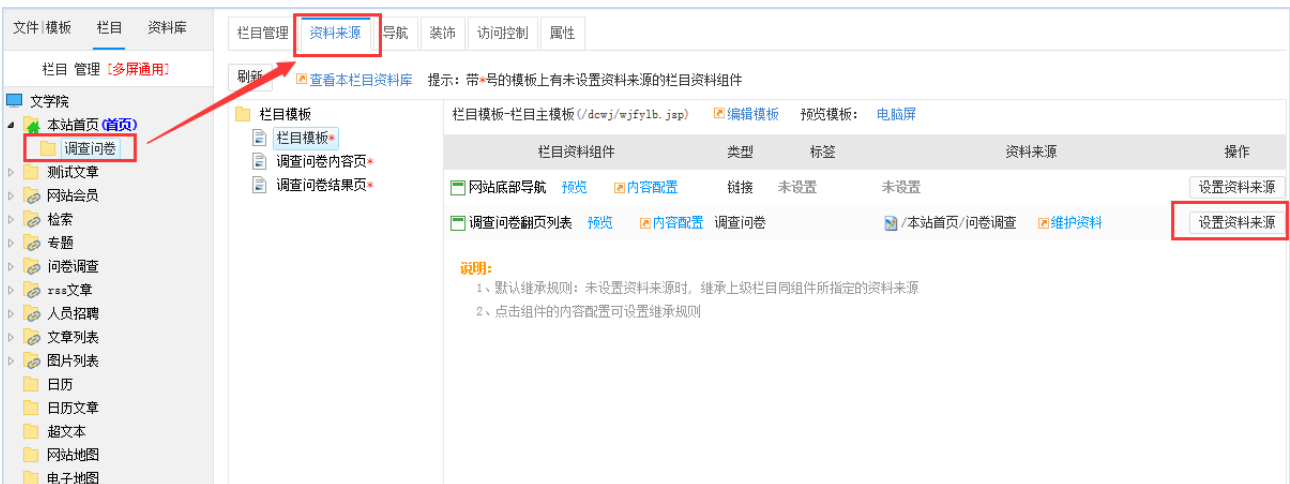 文件|模板 栏目 资料库
栏目管理 资料来源 导航 装饰 访问控制 属性
栏目 管理 [多屏通用]
刷新 查看本栏目资料库 提示: 带*号的模板上有未设置资料来源的栏目资料组件
文学院
本站首页(首页)
调查问卷
测试文章
网站会员
检索
专题
问卷调查
rss文章
人员招聘
文章列表
图片列表
日历
日历文章
超文本
网站地图
电子地图
栏目模板
栏目模板*
调查问卷内容页*
调查问卷结果页*
栏目模板-栏目主模板(/dcwj/wjfylb.jsp) 编辑模板 预览模板: 电脑屏
栏目资料组件 类型 标签 资料来源 操作
网站底部导航 预览 内容配置 链接 未设置 未设置 设置资料来源
调查问卷翻页列表 预览 内容配置 调查问卷 /本站首页/问卷调查 维护资料 设置资料来源
说明:
1、默认继承规则: 未设置资料来源时, 继承上级栏目同组件所指定的资料来源
2、点击组件的内容配置可设置继承规则